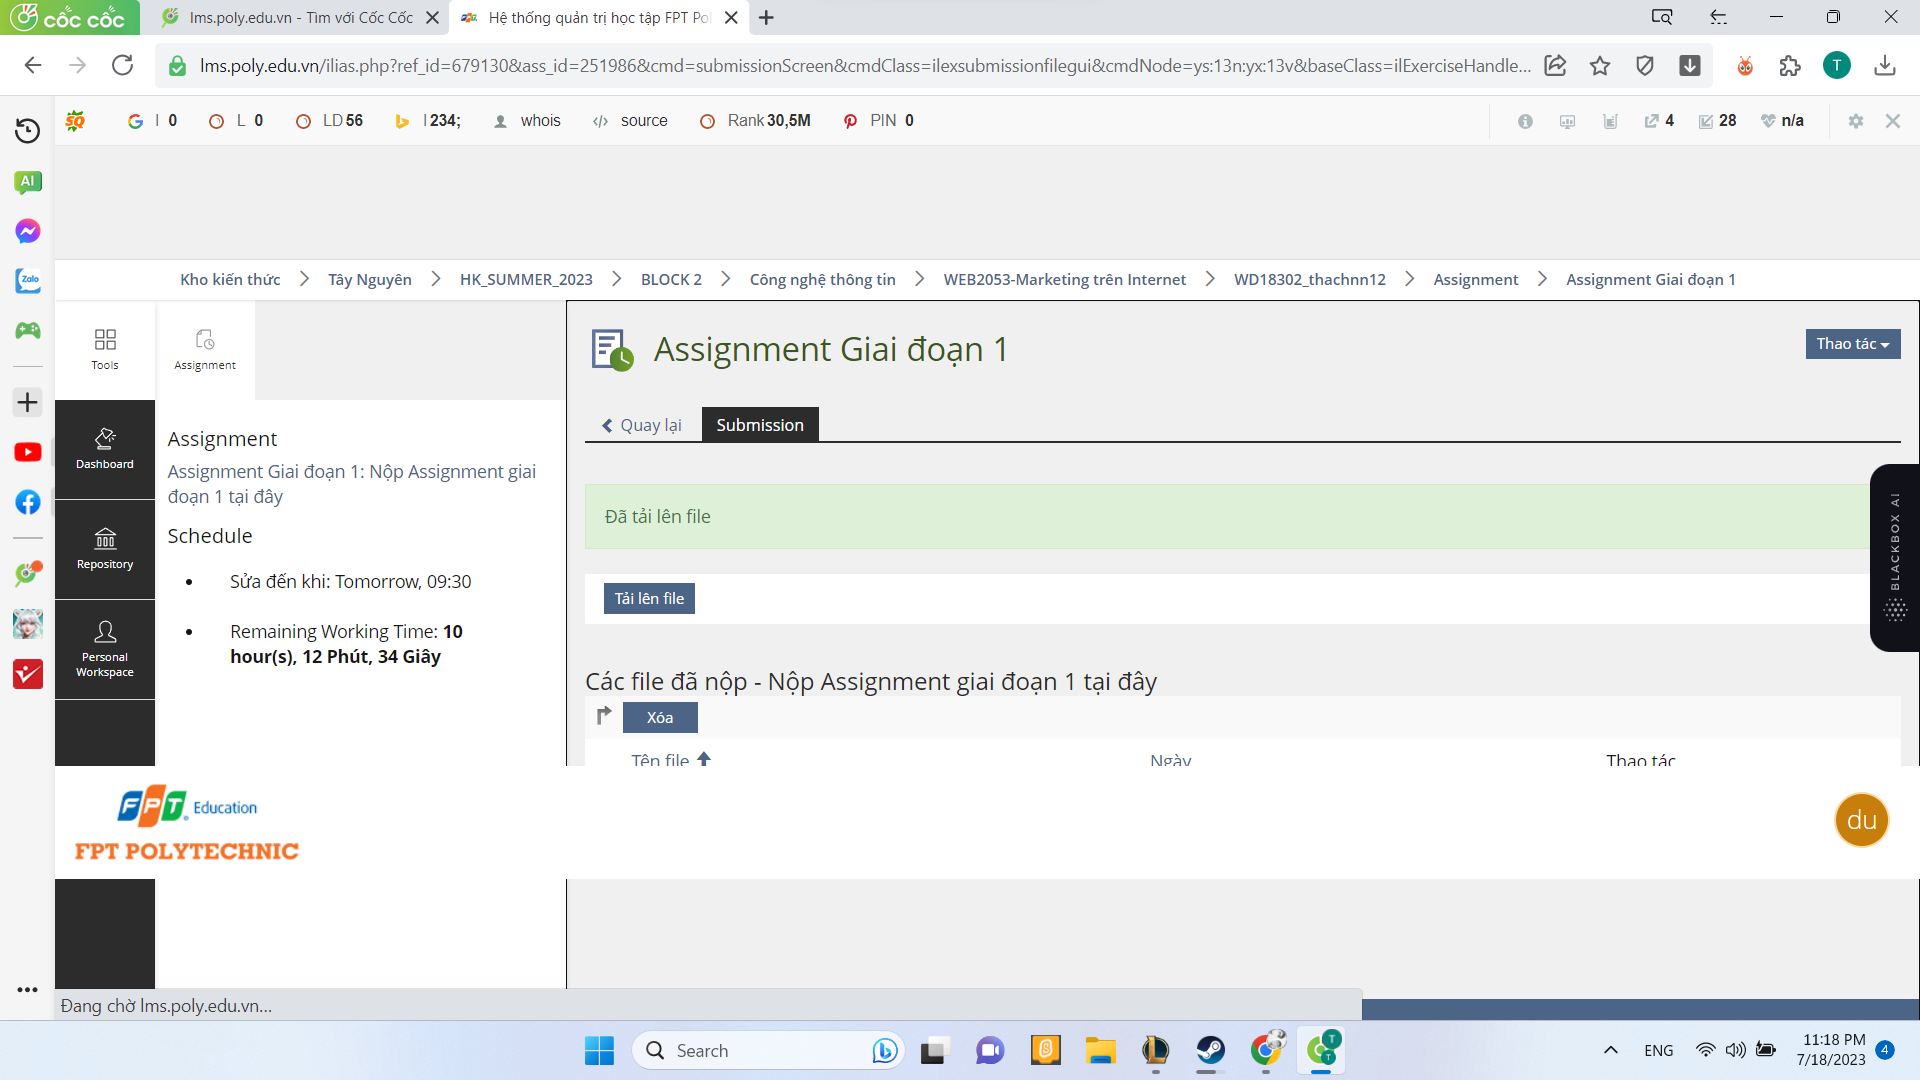 cốc cốc
lms.poly.edu.vn - Tìm với Cốc Cốc
Hệ thống quản trị học tập FPT Pol
lms.poly.edu.vn/ilias.php?ref_id=679130&ass_id=251986&cmd=submissionScreen&cmdClass=ilexsubmissionfilegui&cmdNode=ys:13n:yx:13v&baseClass=ilExerciseHandle...
T
SQ
I 0
L 0
LD 56
I 234;
whois
source
Rank 30,5M
PIN 0
4
28
n/a
AI
Zalo
Kho kiến thức
Tây Nguyên
HK_SUMMER_2023
BLOCK 2
Công nghệ thông tin
WEB2053-Marketing trên Internet
WD18302_thachnn12
Assignment
Assignment Giai đoạn 1
Tools
Assignment
Dashboard
Repository
Personal
Workspace
Assignment
Assignment Giai đoạn 1: Nộp Assignment giai
đoạn 1 tại đây
Schedule
Sửa đến khi: Tomorrow, 09:30
Remaining Working Time: 10
hour(s), 12 Phút, 34 Giây
Assignment Giai đoạn 1
Thao tác
Quay lại
Submission
Đã tải lên file
Tải lên file
BLACKBOX AI
Các file đã nộp - Nộp Assignment giai đoạn 1 tại đây
Xóa
Tên file
Ngày
Thao tác
FPT Education
FPT POLYTECHNIC
du
Đang chờ lms.poly.edu.vn...
Search
T
T
ENG
11:18 PM
7/18/2023
4